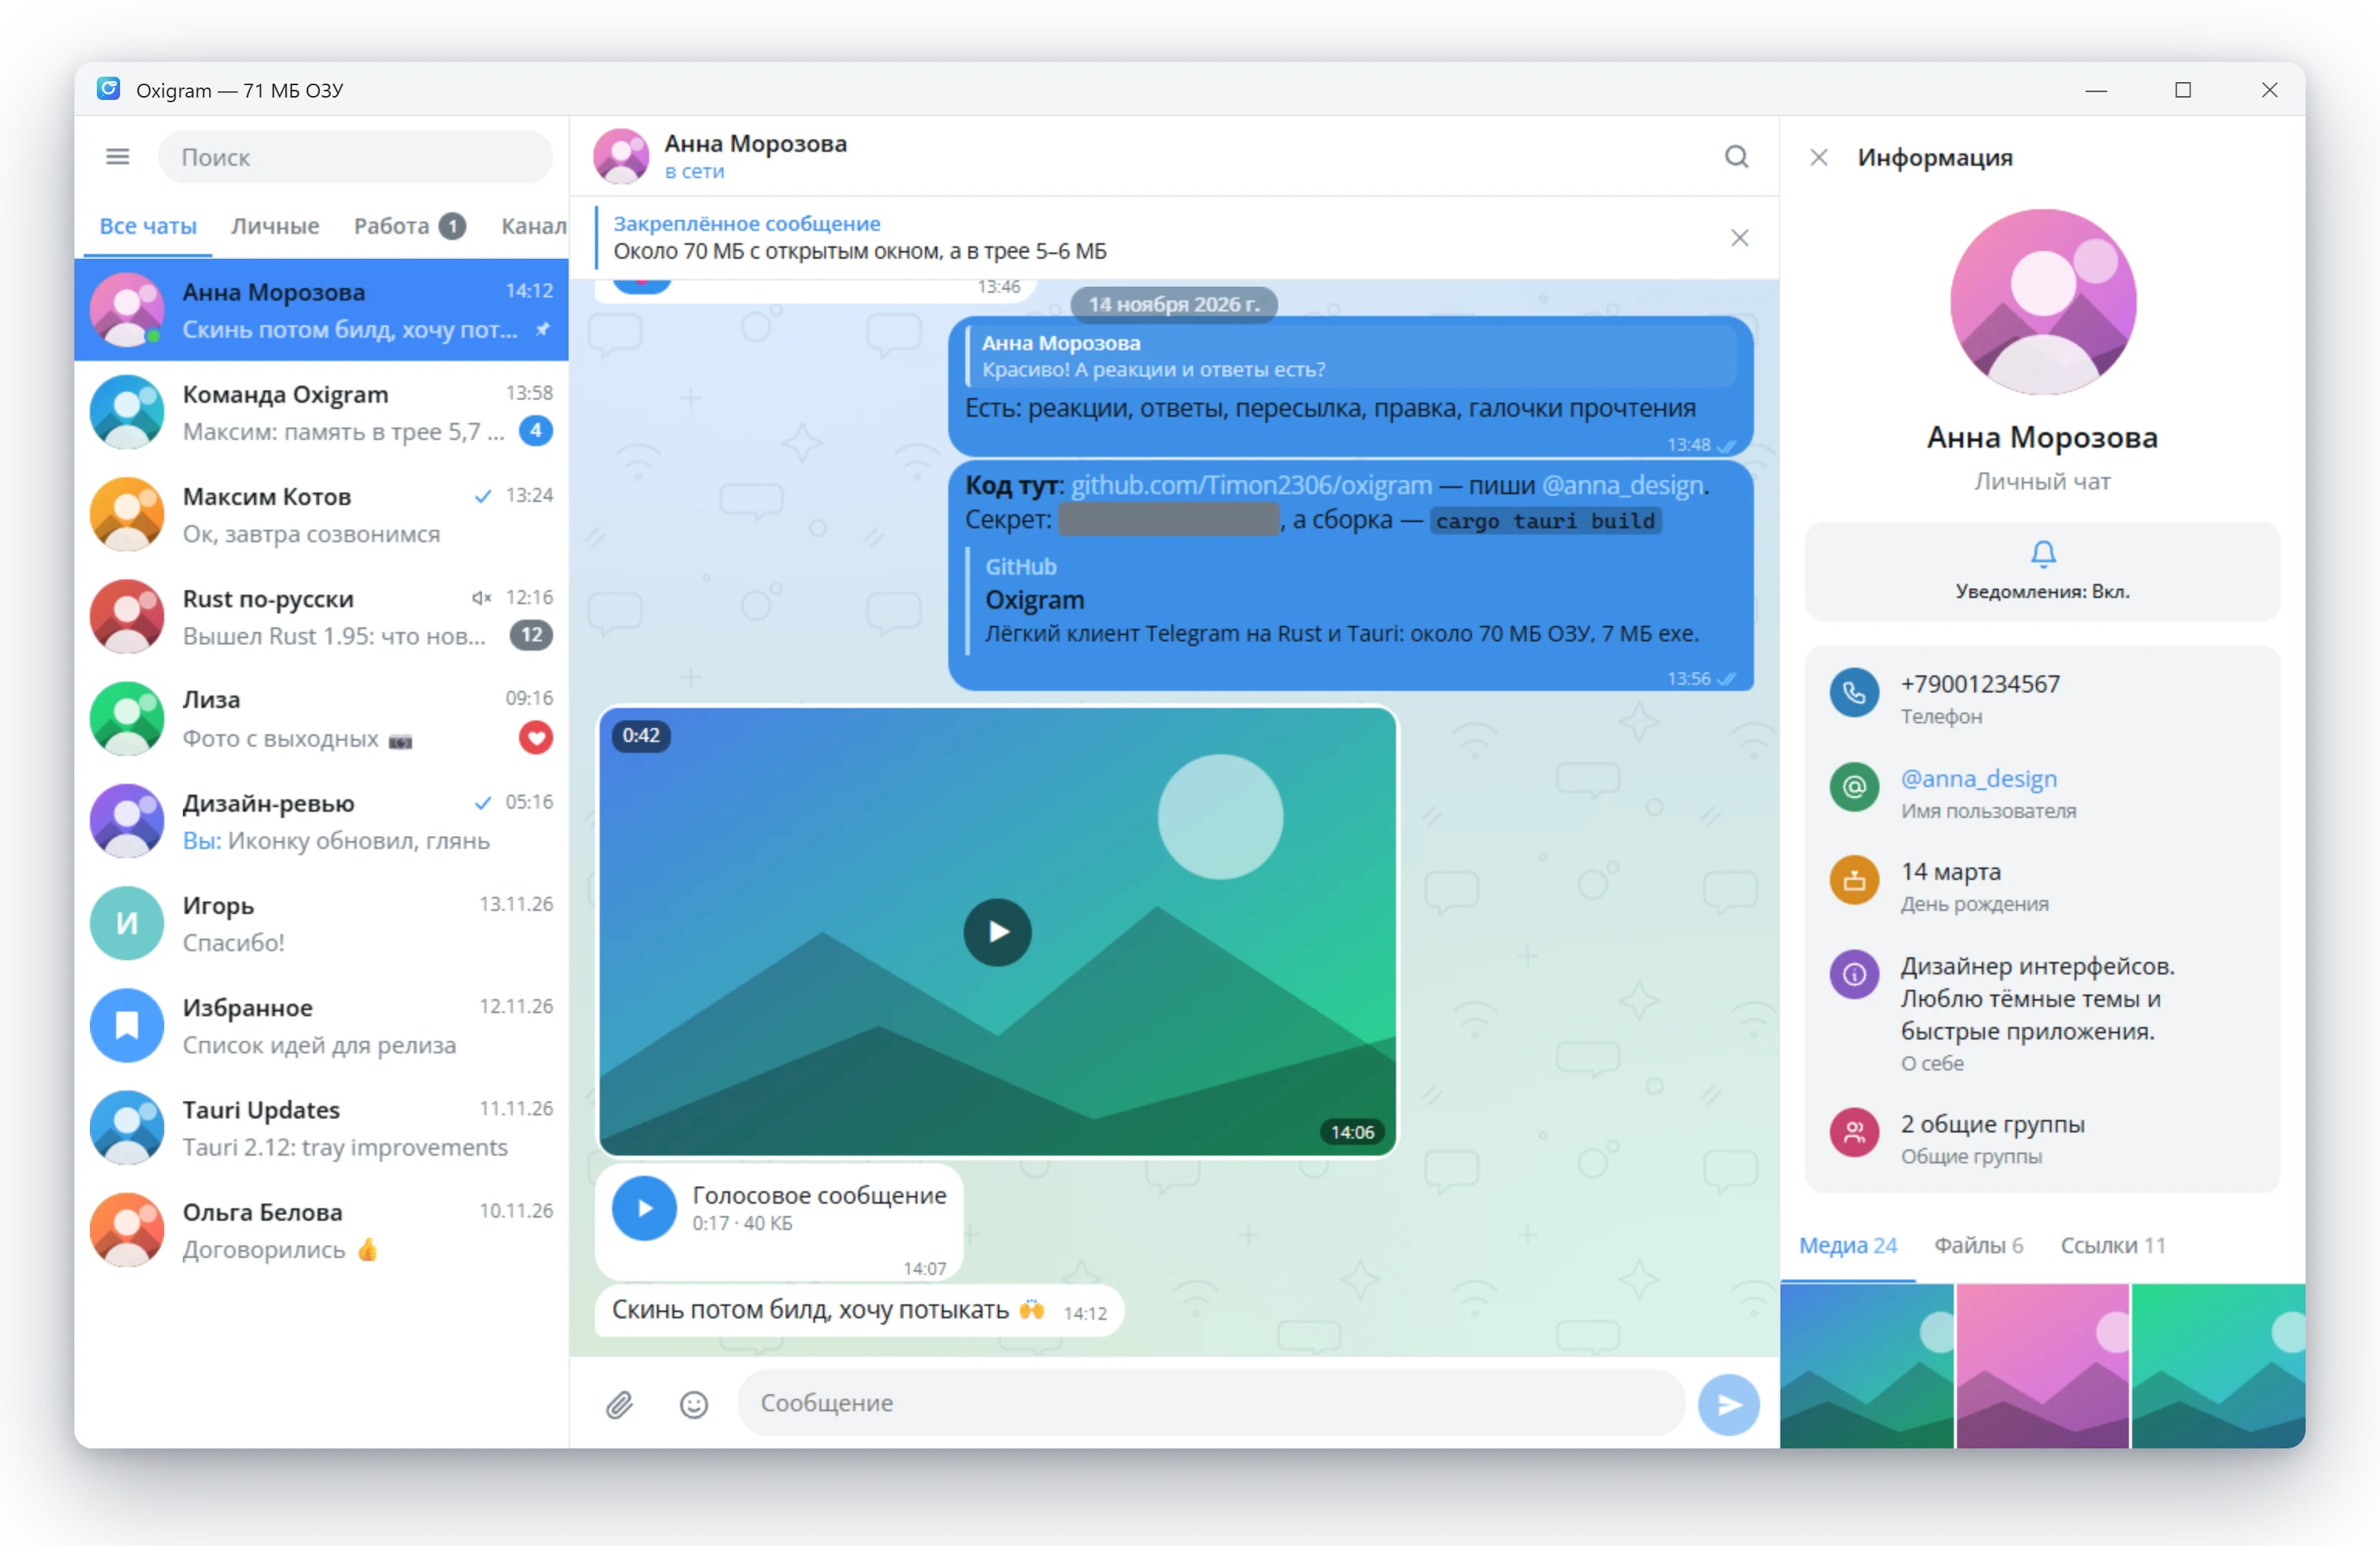 Oxigram — 71 МБ ОЗУ
Поиск
Все чаты Личные Работа 1 Канал
Анна Морозова 14:12
Скинь потом билд, хочу пот...
Команда Oxigram 13:58
Максим: память в трее 5,7 ... 4
Максим Котов 13:24
Ок, завтра созвонимся
Rust по-русски 12:16
Вышел Rust 1.95: что нов... 12
Лиза 09:16
Фото с выходных 📷
Дизайн-ревью 05:16
Вы: Иконку обновил, глянь
И
Игорь 13.11.26
Спасибо!
Избранное 12.11.26
Список идей для релиза
Tauri Updates 11.11.26
Tauri 2.12: tray improvements
Ольга Белова 10.11.26
Договорились 👍
Анна Морозова
в сети
Закреплённое сообщение
Около 70 МБ с открытым окном, а в трее 5–6 МБ
13:46
14 ноября 2026 г.
Анна Морозова
Красиво! А реакции и ответы есть?
Есть: реакции, ответы, пересылка, правка, галочки прочтения
13:48
Код тут: github.com/Timon2306/oxigram — пиши @anna_design.
Секрет: , а сборка — cargo tauri build
GitHub
Oxigram
Лёгкий клиент Telegram на Rust и Tauri: около 70 МБ ОЗУ, 7 МБ exe.
13:56
0:42
14:06
Голосовое сообщение
0:17 · 40 КБ
14:07
Скинь потом билд, хочу потыкать 🙌 14:12
Сообщение
Информация
Анна Морозова
Личный чат
Уведомления: Вкл.
+79001234567
Телефон
@anna_design
Имя пользователя
14 марта
День рождения
Дизайнер интерфейсов.
Люблю тёмные темы и
быстрые приложения.
О себе
2 общие группы
Общие группы
Медиа 24 Файлы 6 Ссылки 11